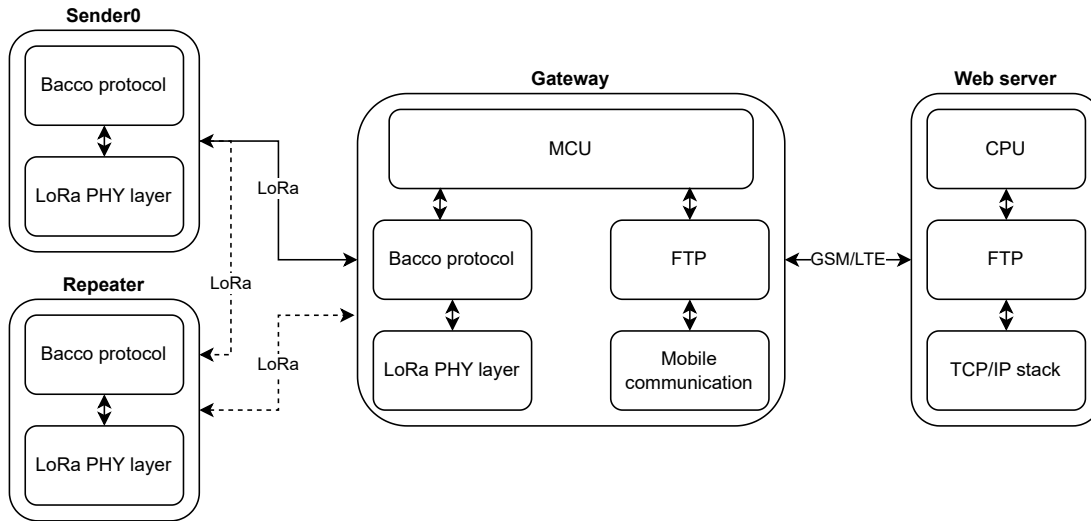 Sender0
Bacco protocol
LoRa PHY layer
LoRa
LoRa
Repeater
Bacco protocol
LoRa PHY layer
LoRa
Gateway
MCU
Bacco protocol
FTP
LoRa PHY layer
Mobile
communication
GSM/LTE
Web server
CPU
FTP
TCP/IP stack